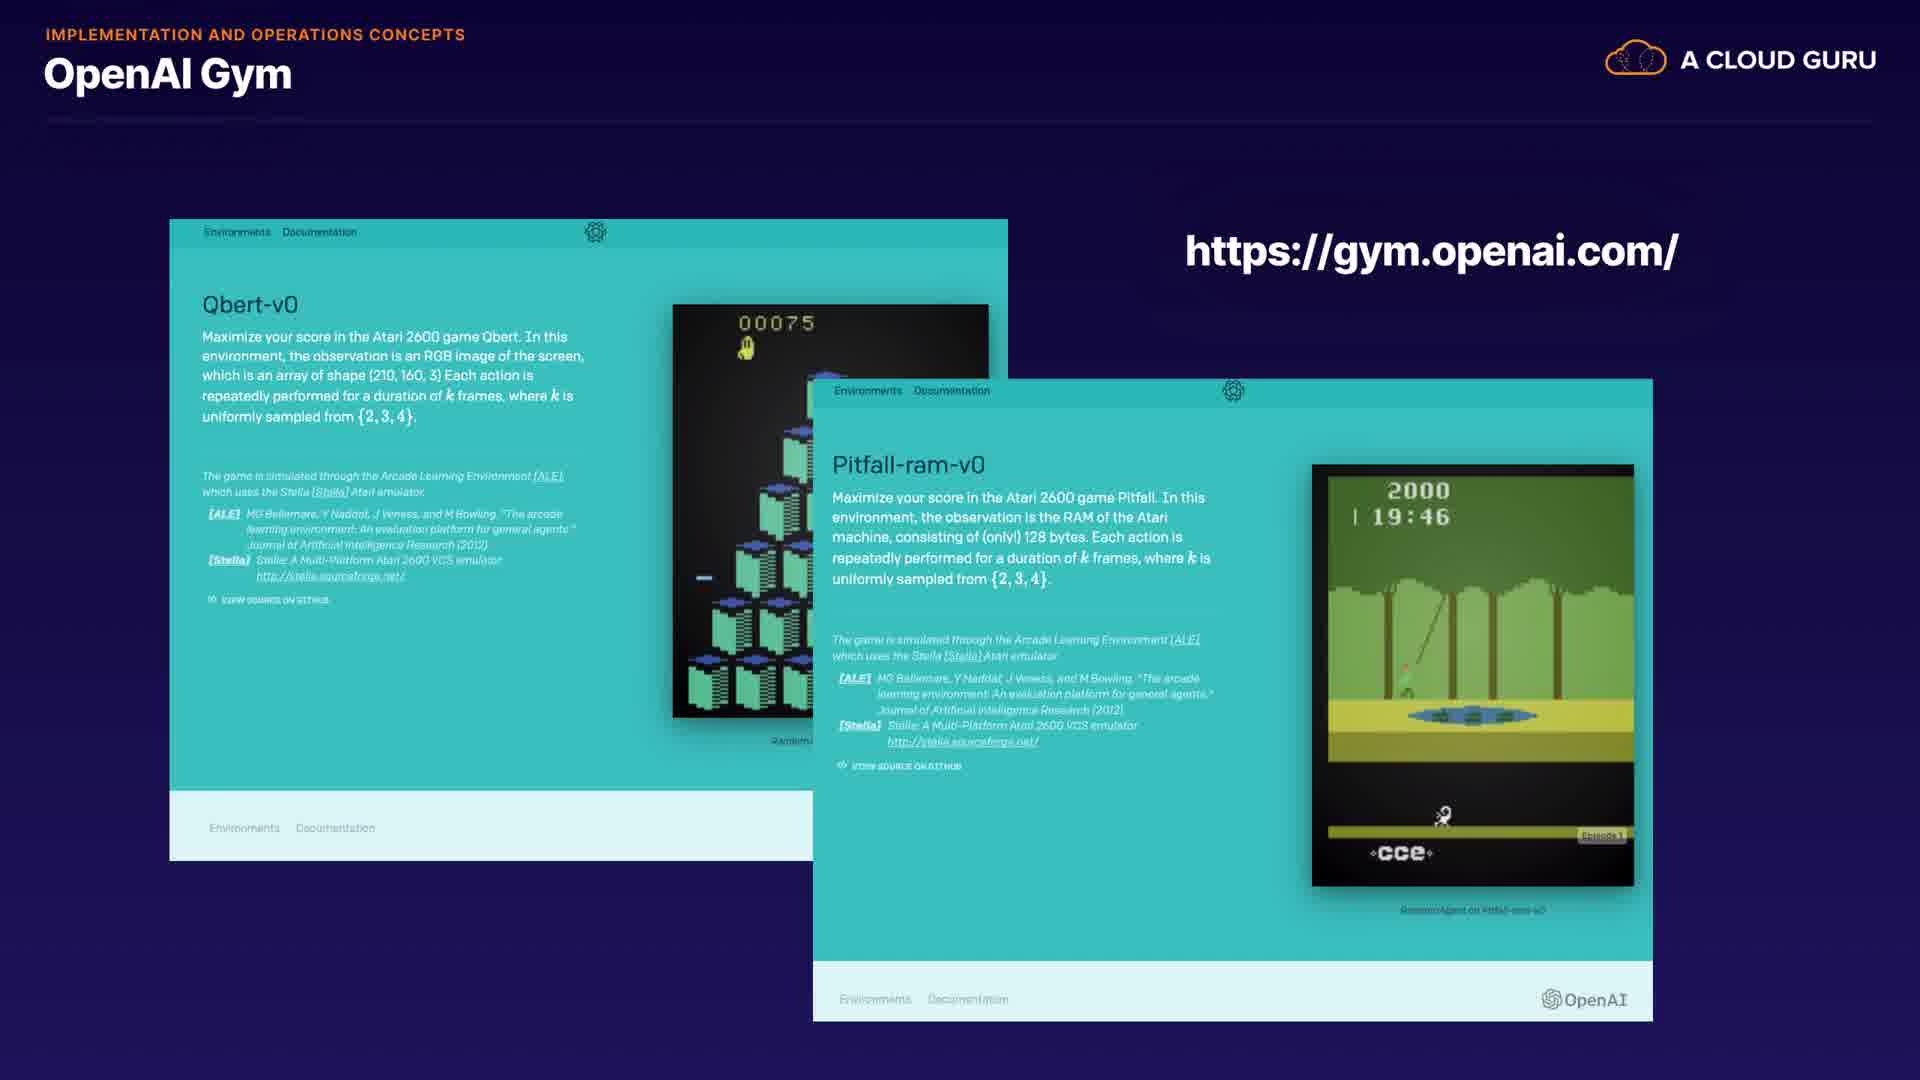 IMPLEMENTATION AND OPERATIONS CONCEPTS
OpenAI Gym
A CLOUD GURU
https://gym.openai.com/
Environments Documentation
Qbert-v0
Maximize your score in the Atari 2600 game Qbert. In this
environment, the observation is an RGB image of the screen,
which is an array of shape (210, 160, 3) Each action is
repeatedly performed for a duration of k frames, where k is
uniformly sampled from {2, 3, 4}.
The game is simulated through the Arcade Learning Environment [ALE],
which uses the Stella [Stella] Atari emulator.
[ALE] MG Bellemare, Y Naddaf, J Veness, and M Bowling. "The arcade
learning environment: An evaluation platform for general agents."
Journal of Artificial Intelligence Research (2012).
[Stella] Stella: A Multi-Platform Atari 2600 VCS emulator
http://stella.sourceforge.net/
VIEW SOURCE ON GITHUB
00075
Environments Documentation
Environments Documentation
Pitfall-ram-v0
Maximize your score in the Atari 2600 game Pitfall. In this
environment, the observation is the RAM of the Atari
machine, consisting of (only!) 128 bytes. Each action is
repeatedly performed for a duration of k frames, where k is
uniformly sampled from {2, 3, 4}.
The game is simulated through the Arcade Learning Environment [ALE],
which uses the Stella [Stella] Atari emulator.
[ALE] MG Bellemare, Y Naddaf, J Veness, and M Bowling. "The arcade
learning environment: An evaluation platform for general agents."
Journal of Artificial Intelligence Research (2012).
[Stella] Stella: A Multi-Platform Atari 2600 VCS emulator
http://stella.sourceforge.net/
VIEW SOURCE ON GITHUB
2000
19:46
Episode 1
RandomAgent on Pitfall-ram-v0
Environments Documentation
OpenAI